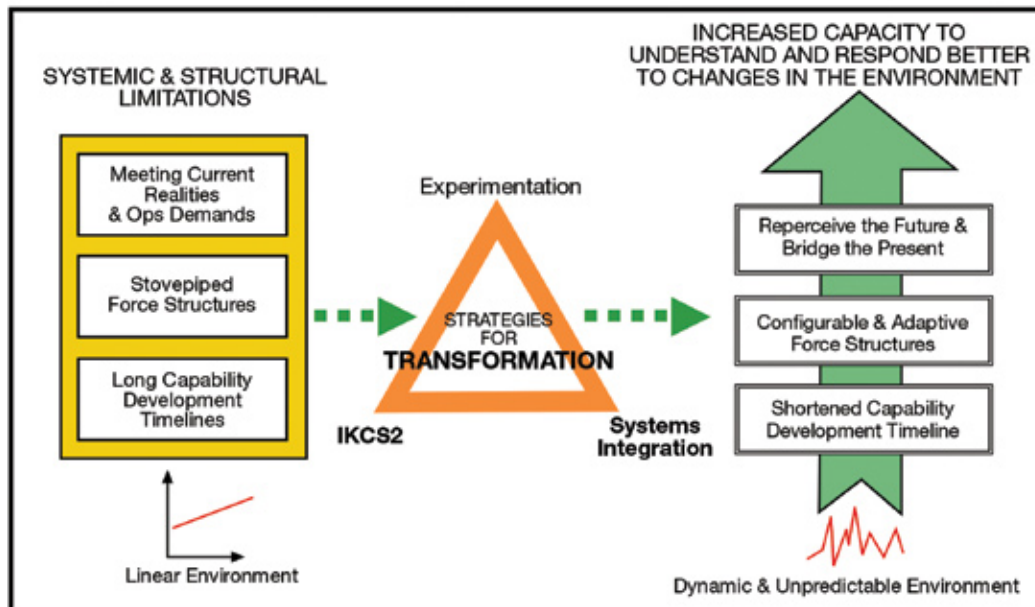 SYSTEMIC & STRUCTURAL
LIMITATIONS
Meeting Current
Realities
& Ops Demands
Stovepiped
Force Structures
Long Capability
Development
Timelines
Linear Environment
Experimentation
STRATEGIES
FOR
TRANSFORMATION
IKCS2
Systems
Integration
INCREASED CAPACITY TO
UNDERSTAND AND RESPOND BETTER
TO CHANGES IN THE ENVIRONMENT
Reperceive the Future &
Bridge the Present
Configurable & Adaptive
Force Structures
Shortened Capability
Development Timeline
Dynamic & Unpredictable Environment